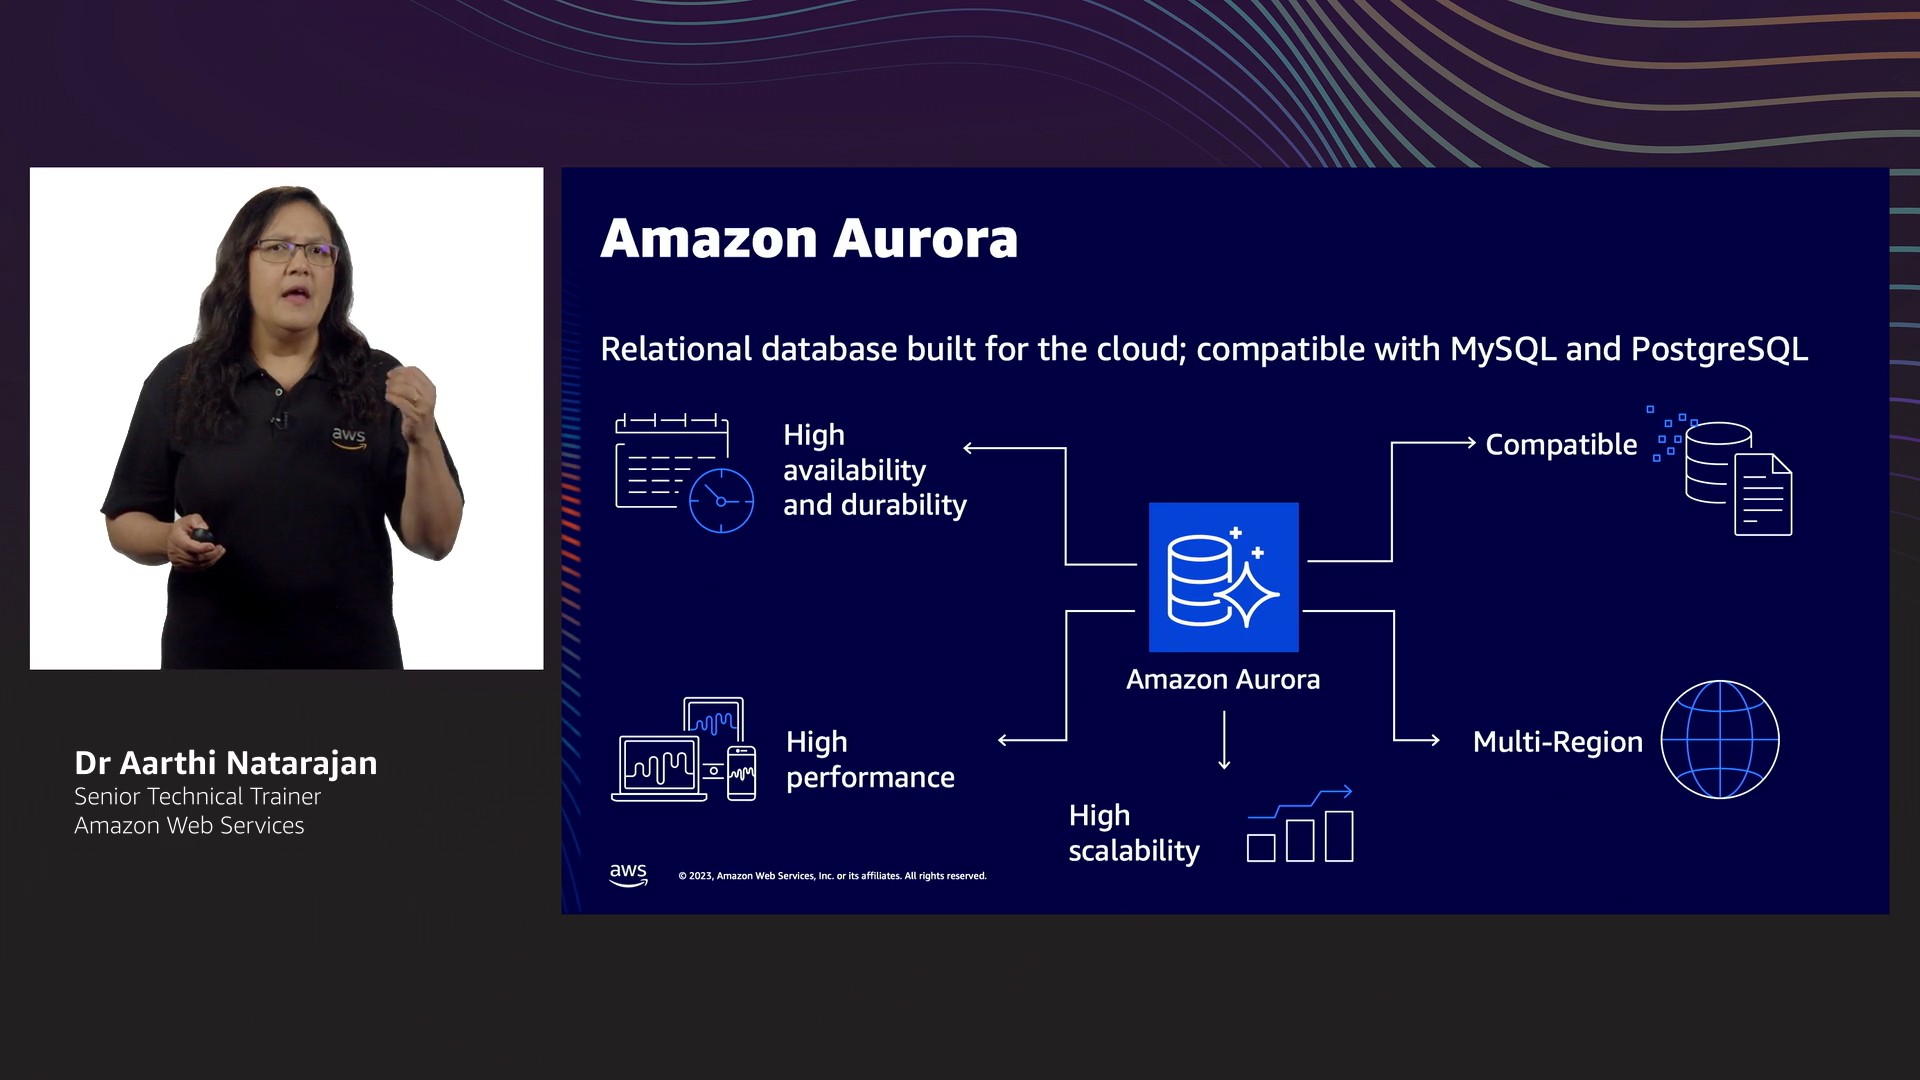 Amazon Aurora
Relational database built for the cloud; compatible with MySQL and PostgreSQL
High
availability
and durability
Compatible
Amazon Aurora
High
performance
Multi-Region
High
scalability
aws
© 2023, Amazon Web Services, Inc. or its affiliates. All rights reserved.
aws
Dr Aarthi Natarajan
Senior Technical Trainer
Amazon Web Services